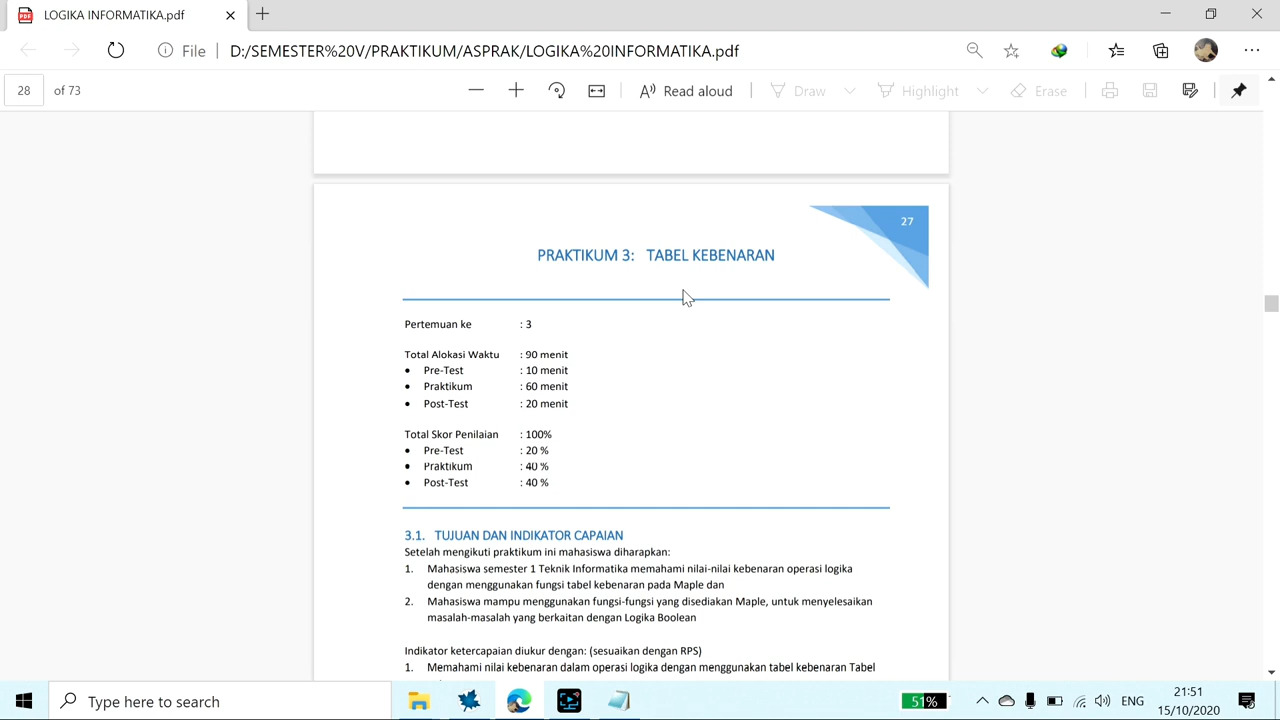 LOGIKA INFORMATIKA.pdf
File
D:/SEMESTER%20V/PRAKTIKUM/ASPRAK/LOGIKA%20INFORMATIKA.pdf
28 of 73
Read aloud
Draw
Highlight
Erase
27
PRAKTIKUM 3: TABEL KEBENARAN
Pertemuan ke : 3
Total Alokasi Waktu : 90 menit
• Pre-Test : 10 menit
• Praktikum : 60 menit
• Post-Test : 20 menit
Total Skor Penilaian : 100%
• Pre-Test : 20 %
• Praktikum : 40 %
• Post-Test : 40 %
3.1. TUJUAN DAN INDIKATOR CAPAIAN
Setelah mengikuti praktikum ini mahasiswa diharapkan:
1. Mahasiswa semester 1 Teknik Informatika memahami nilai-nilai kebenaran operasi logika
dengan menggunakan fungsi tabel kebenaran pada Maple dan
2. Mahasiswa mampu menggunakan fungsi-fungsi yang disediakan Maple, untuk menyelesaikan
masalah-masalah yang berkaitan dengan Logika Boolean
Indikator ketercapaian diukur dengan: (sesuaikan dengan RPS)
1. Memahami nilai kebenaran dalam operasi logika dengan menggunakan tabel kebenaran Tabel
Type here to search
51%
ENG
21:51
15/10/2020